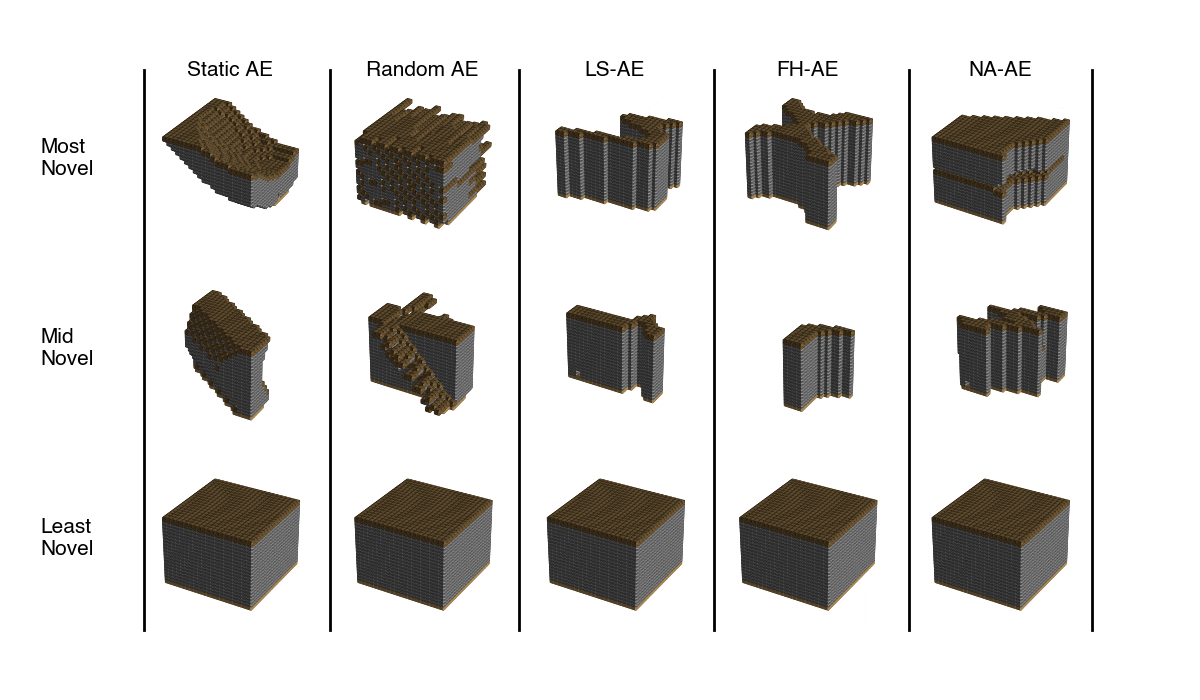 Static AE
Random AE
LS-AE
FH-AE
NA-AE
Most
Novel
Mid
Novel
Least
Novel